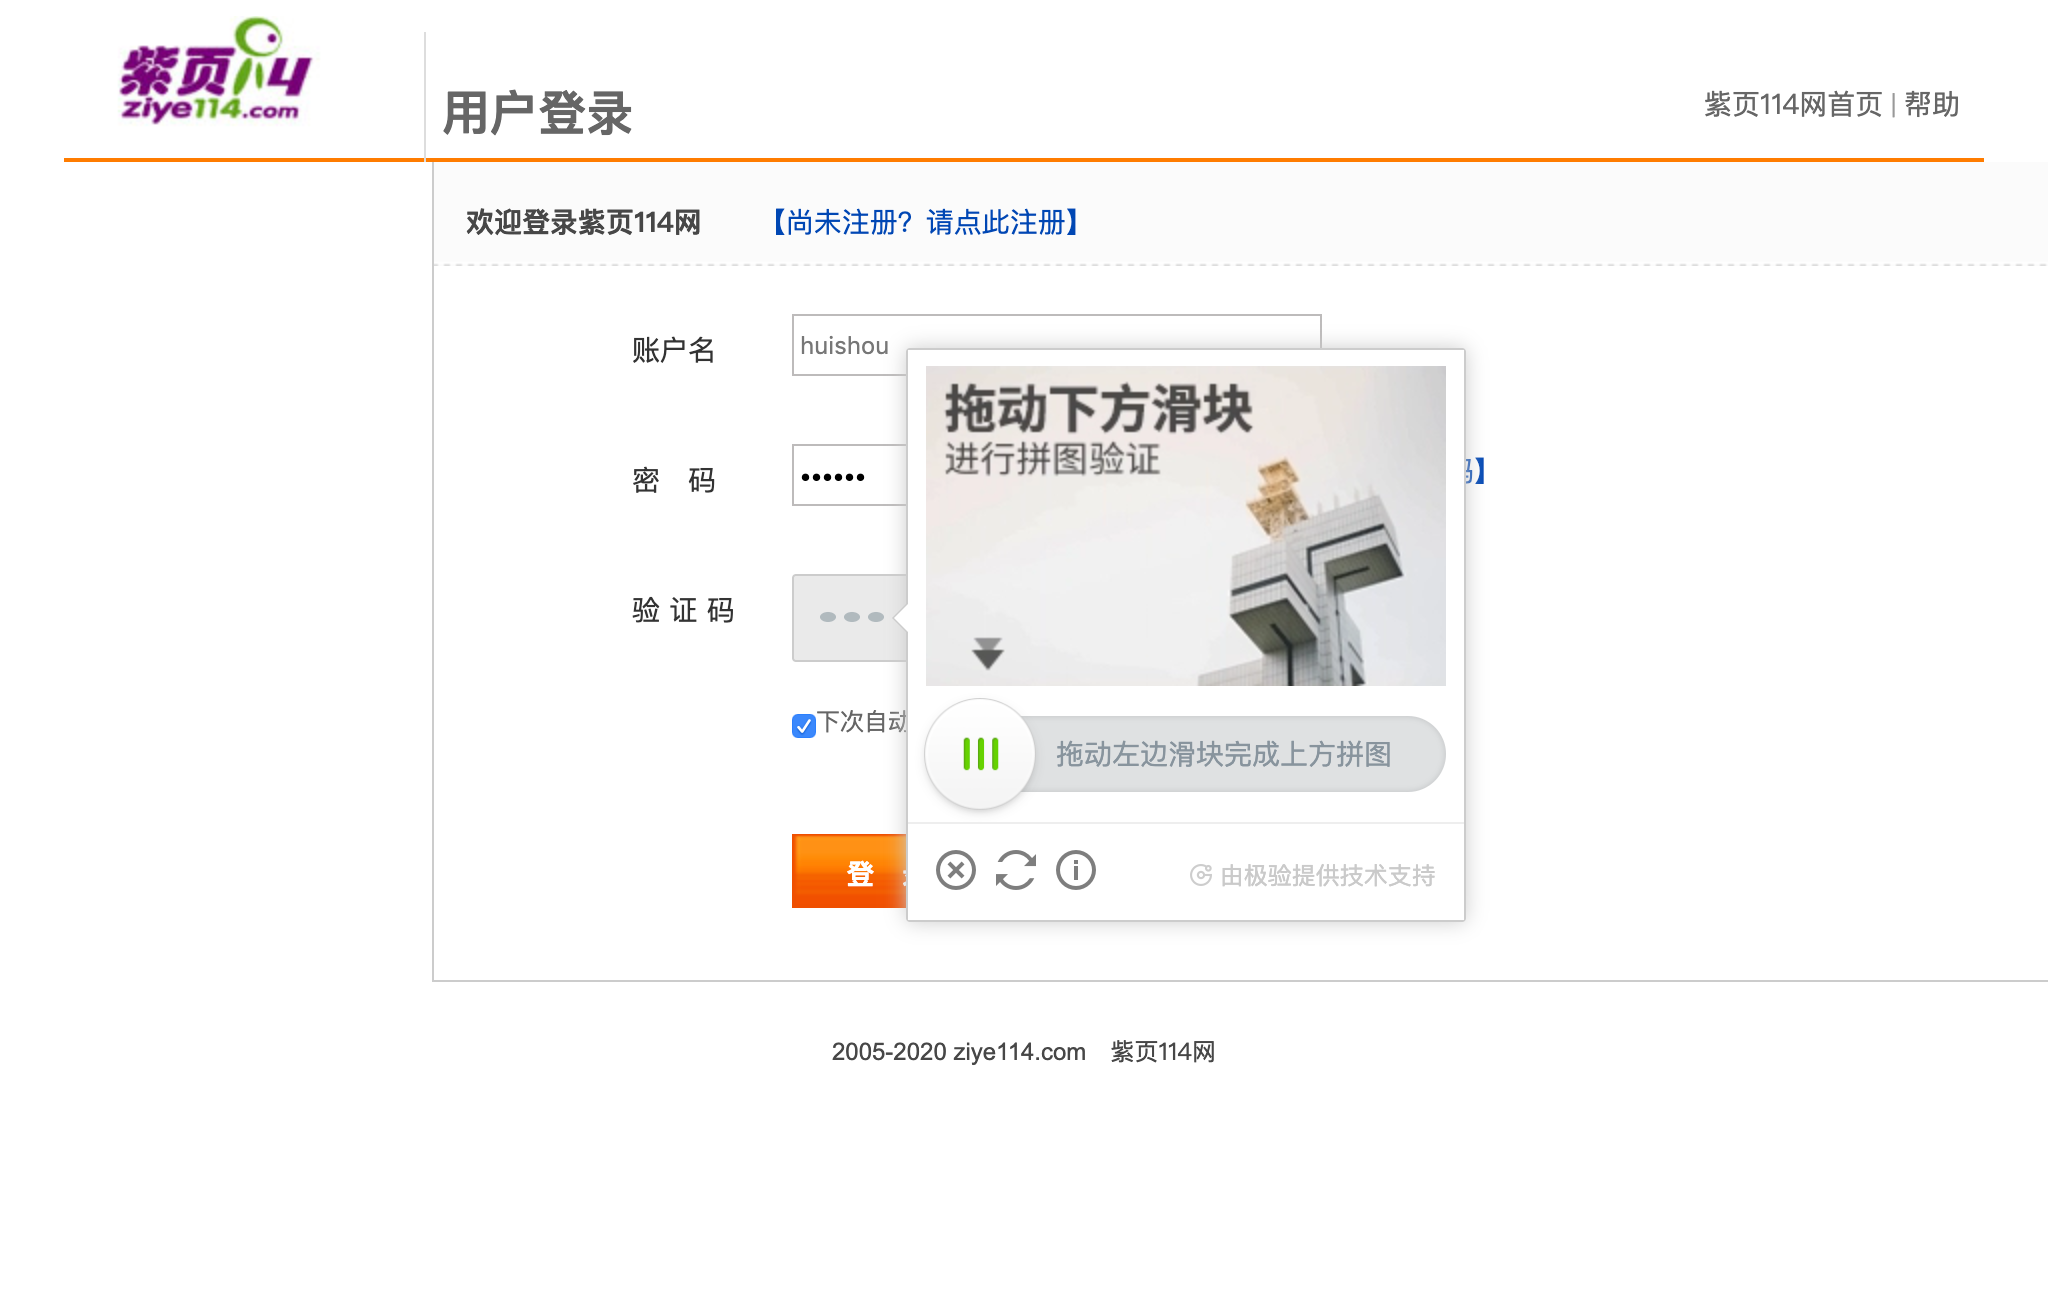 紫页114
ziye114.com
用户登录
紫页114网首页 | 帮助
欢迎登录紫页114网 【尚未注册？请点此注册】
账户名 huishou
拖动下方滑块
进行拼图验证
密 码 ••••••
码】
验 证 码
下次自动
拖动左边滑块完成上方拼图
登
由极验提供技术支持
2005-2020 ziye114.com 紫页114网